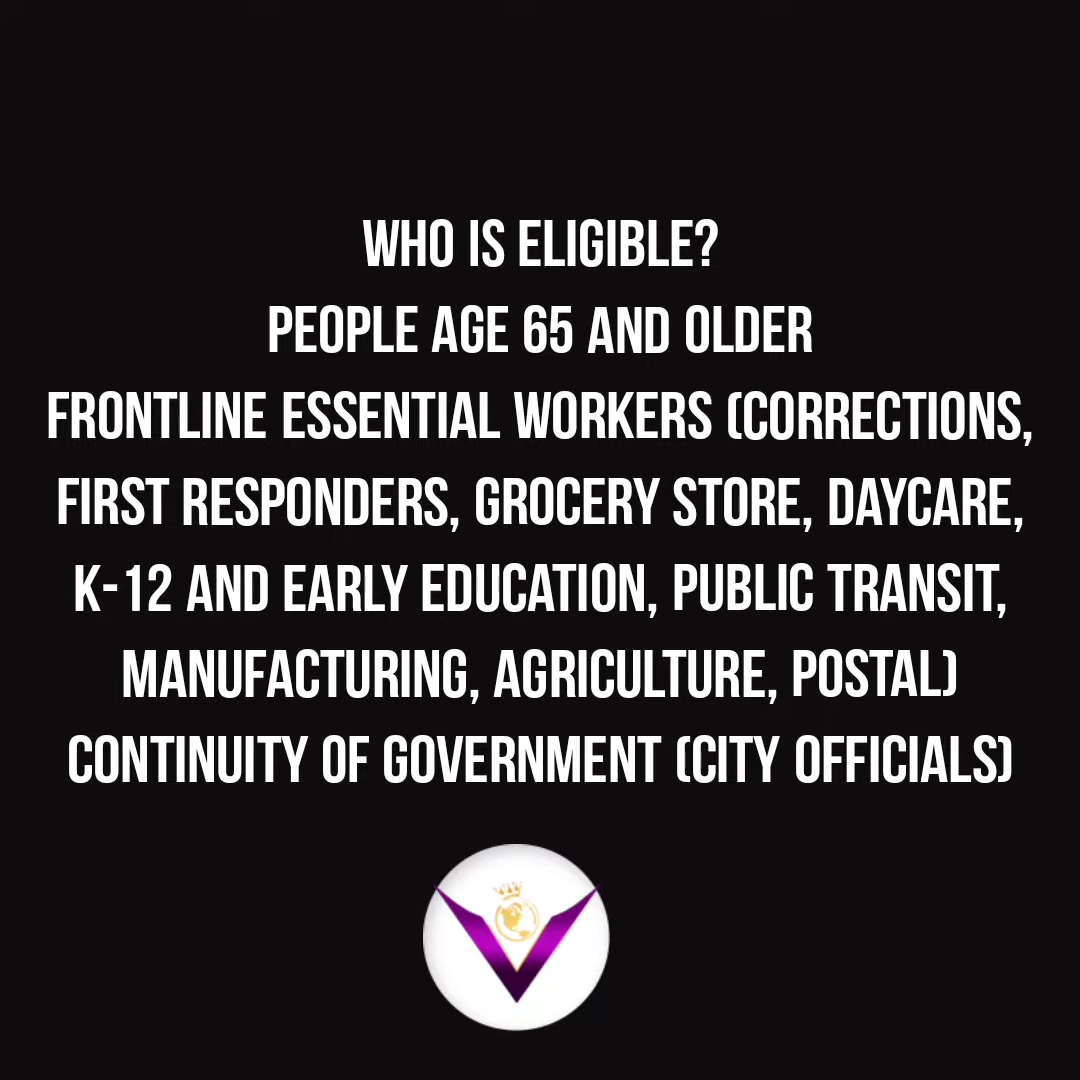 WHO IS ELIGIBLE?
PEOPLE AGE 65 AND OLDER
FRONTLINE ESSENTIAL WORKERS (CORRECTIONS,
FIRST RESPONDERS, GROCERY STORE, DAYCARE,
K-12 AND EARLY EDUCATION, PUBLIC TRANSIT,
MANUFACTURING, AGRICULTURE, POSTAL)
CONTINUITY OF GOVERNMENT (CITY OFFICIALS)